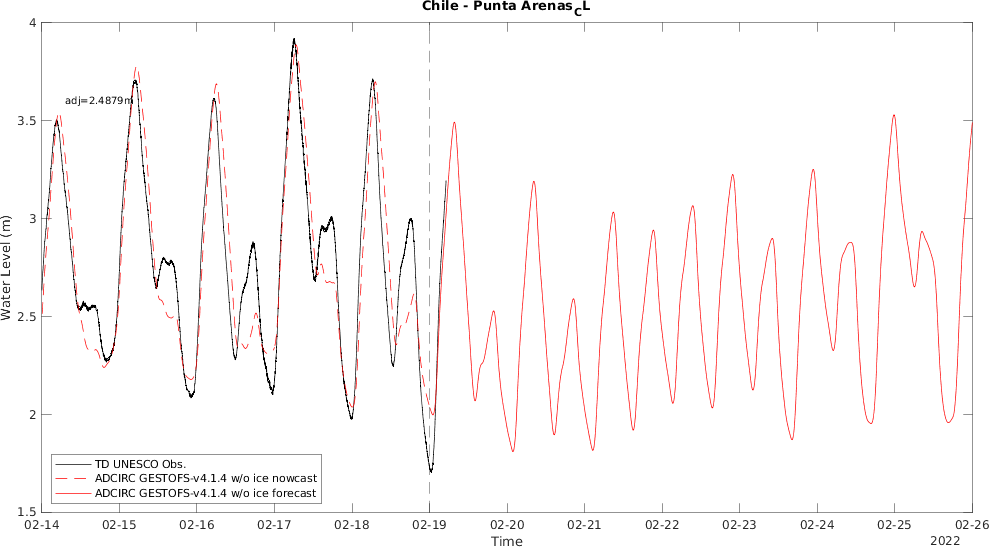 Chile - Punta Arenas_CL
4
3.5
3
2.5
2
1.5
Water Level (m)
adj=2.4879m
TD UNESCO Obs.
ADCIRC GESTOFS-v4.1.4 w/o ice nowcast
ADCIRC GESTOFS-v4.1.4 w/o ice forecast
02-14 02-15 02-16 02-17 02-18 02-19 02-20 02-21 02-22 02-23 02-24 02-25 02-26
Time
2022